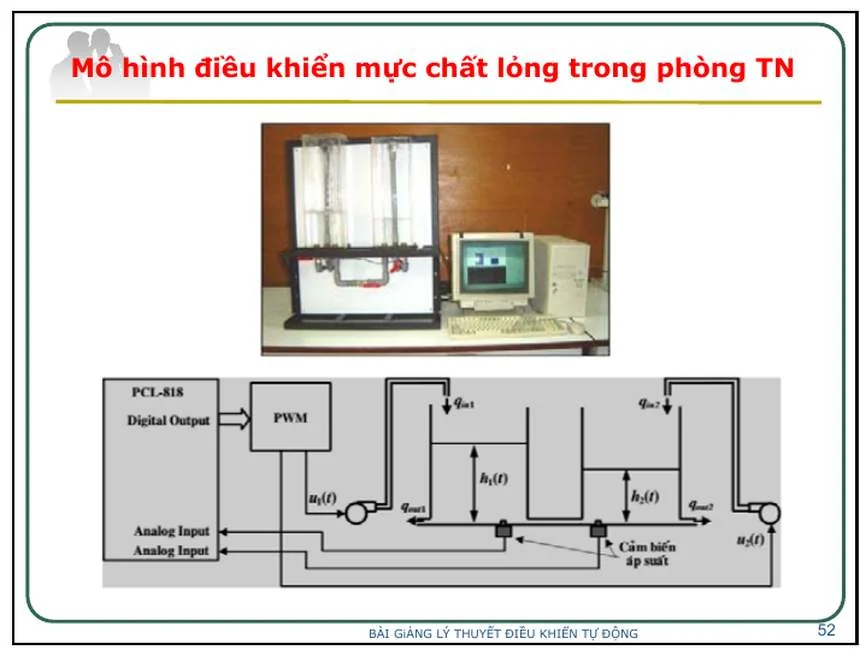 Mô hình điều khiển mực chất lỏng trong phòng TN
PCL-818
Digital Output
PWM
qin1
qin2
h1(t)
h2(t)
u1(t)
qout1
qout2
u2(t)
Analog Input
Analog Input
Cảm biến
áp suất
BÀI GiẢNG LÝ THUYẾT ĐIỀU KHIỂN TỰ ĐỘNG
52